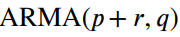 ARMA(p + r, q)